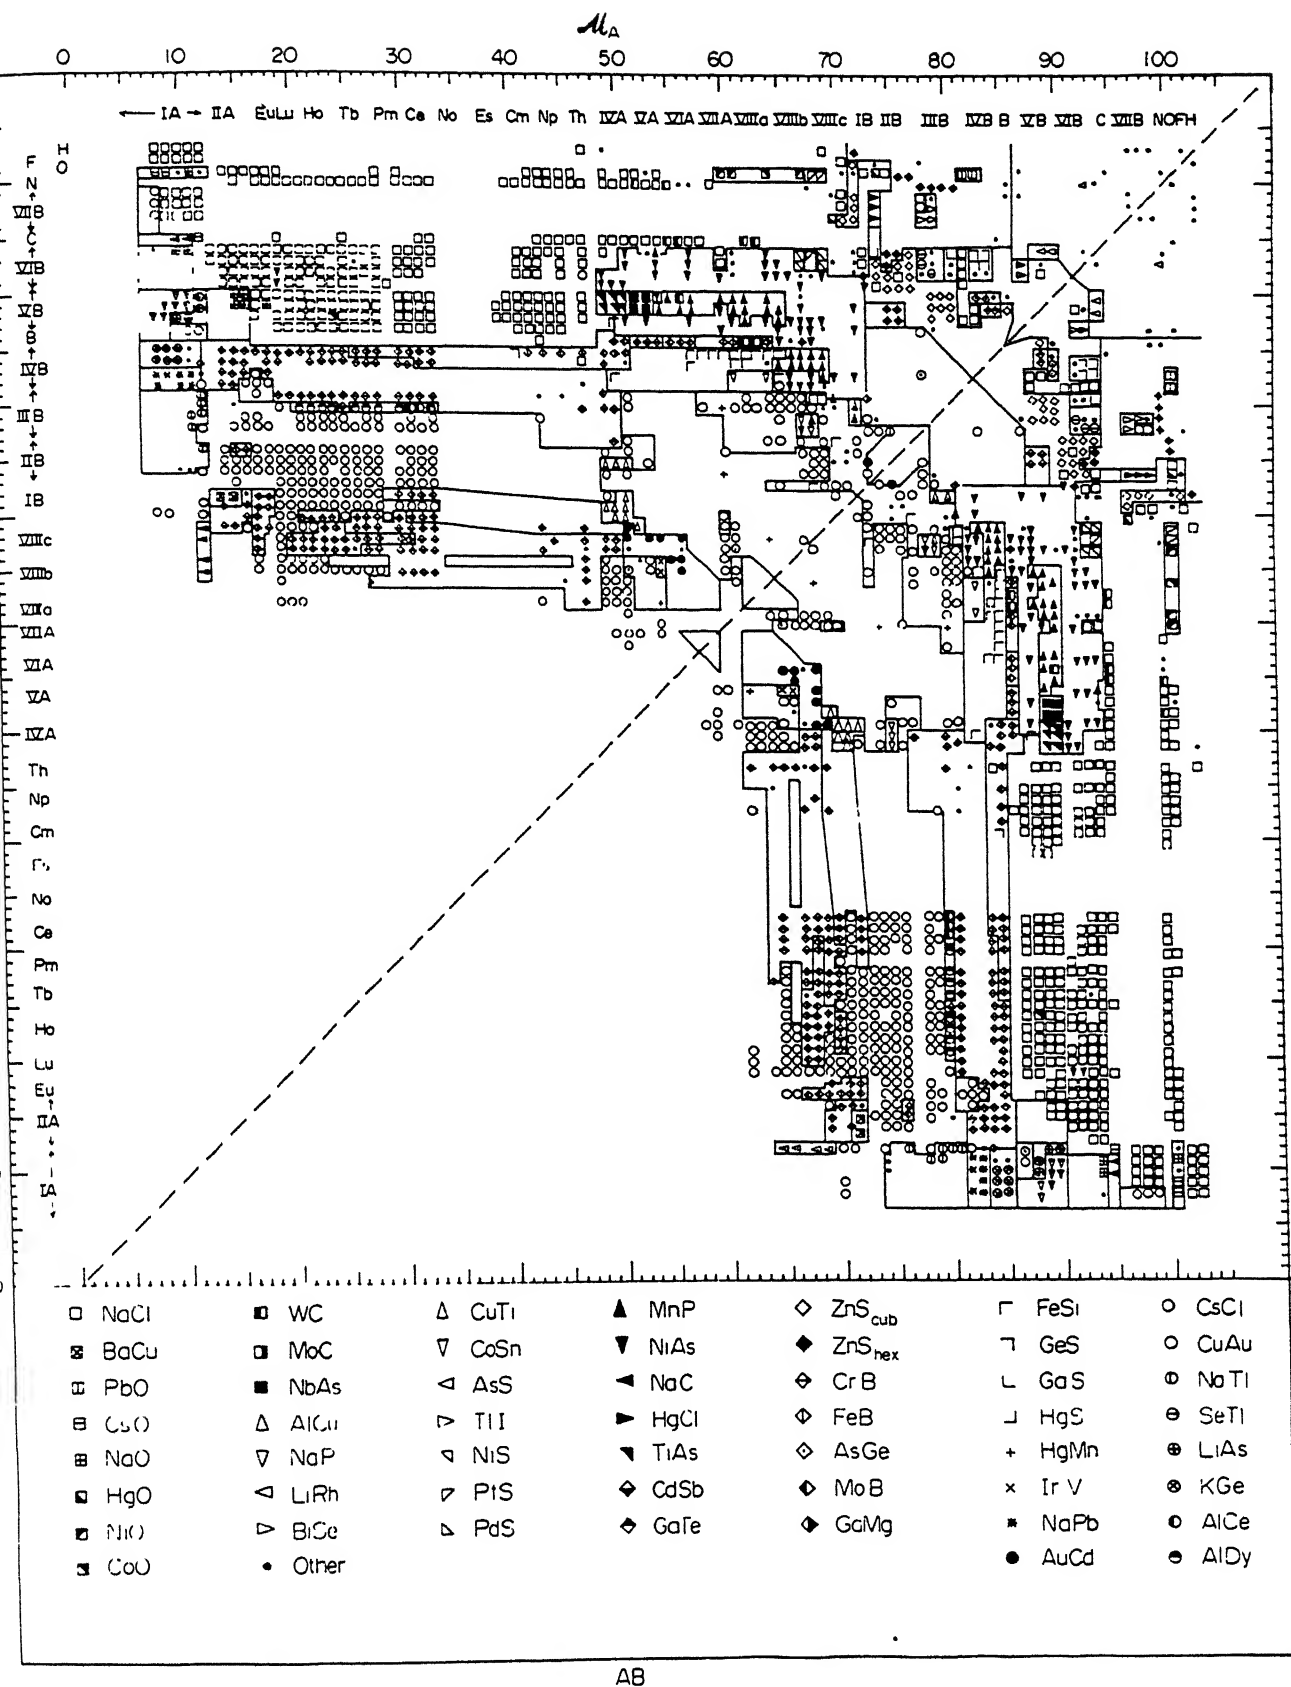 ℳA
0 10 20 30 40 50 60 70 80 90 100
← IA → IIA EuLu Ho Tb Pm Ca No Es Cm Np Th IVA VA VIA VIIA VIIIa VIIIb VIIIc IB IIB IIIB IVB B VB VIB C VIIB NOFH
H
F O
N
↑
VIIB
↓
C
↑
VIB
↓
↑
VB
↓
B
↑
IVB
↓
↑
IIIB
↓
↑
IIB
↓
IB
VIIIc
VIIIb
VIIIa
VIIA
VIA
VA
IVA
Th
Np
Cm
No
Ca
Pm
Tb
Ho
Lu
Eu
↑
IIA
↓
IA
↓
□ NaCl ◧ WC △ CuTi ▲ MnP ◇ ZnScub ┌ FeSi ○ CsCl
BaCu MoC ▽ CoSn ▼ NiAs ◆ ZnShex ┐ GeS ○ CuAu
PbO ■ NbAs ◁ AsS ◀ NaC CrB └ GaS NaTl
CsO △ AlCu ▷ TlI ▶ HgCl FeB ┘ HgS ⊖ SeTl
⊞ NaO ▽ NaP NiS TiAs AsGe + HgMn ⊕ LiAs
HgO ◁ LiRh PtS CdSb MoB × IrV ⊗ KGe
NiO ▷ BiSe PdS GaTe GaMg NaPb AlCe
CoO • Other ● AuCd AlDy
AB